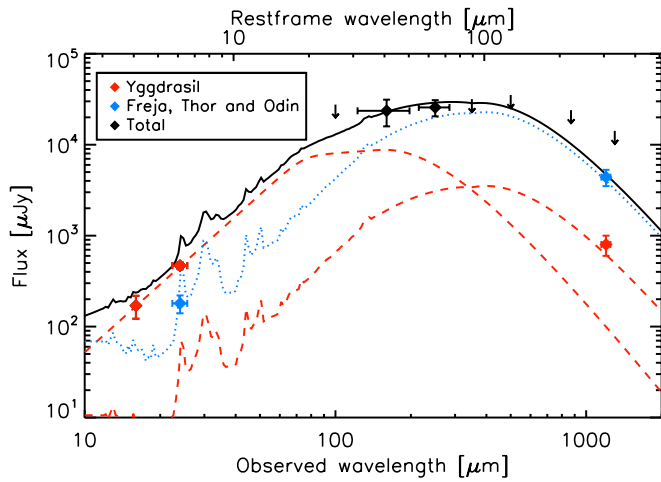 Restframe wavelength [μm]
10 100
10⁵
10⁴
10³
10²
10¹
Flux [μJy]
Yggdrasil
Freja, Thor and Odin
Total
10 100 1000
Observed wavelength [μm]